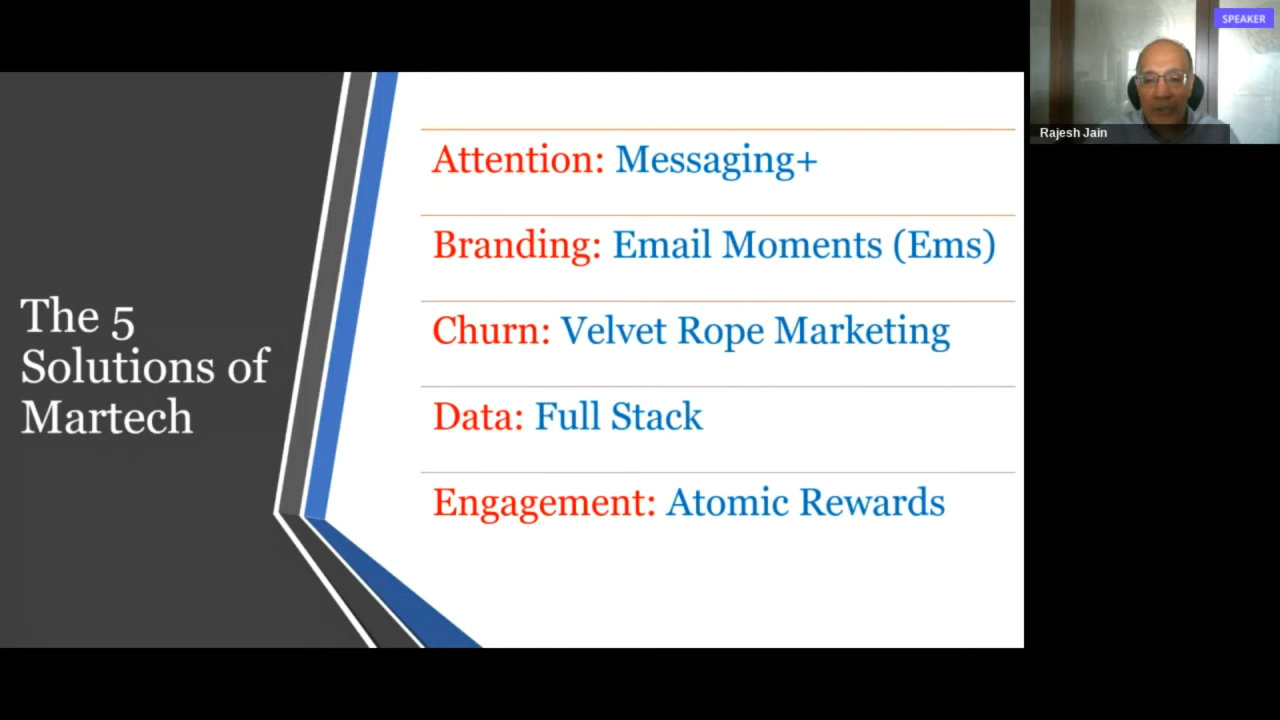 SPEAKER
Rajesh Jain
The 5
Solutions of
Martech
Attention: Messaging+
Branding: Email Moments (Ems)
Churn: Velvet Rope Marketing
Data: Full Stack
Engagement: Atomic Rewards